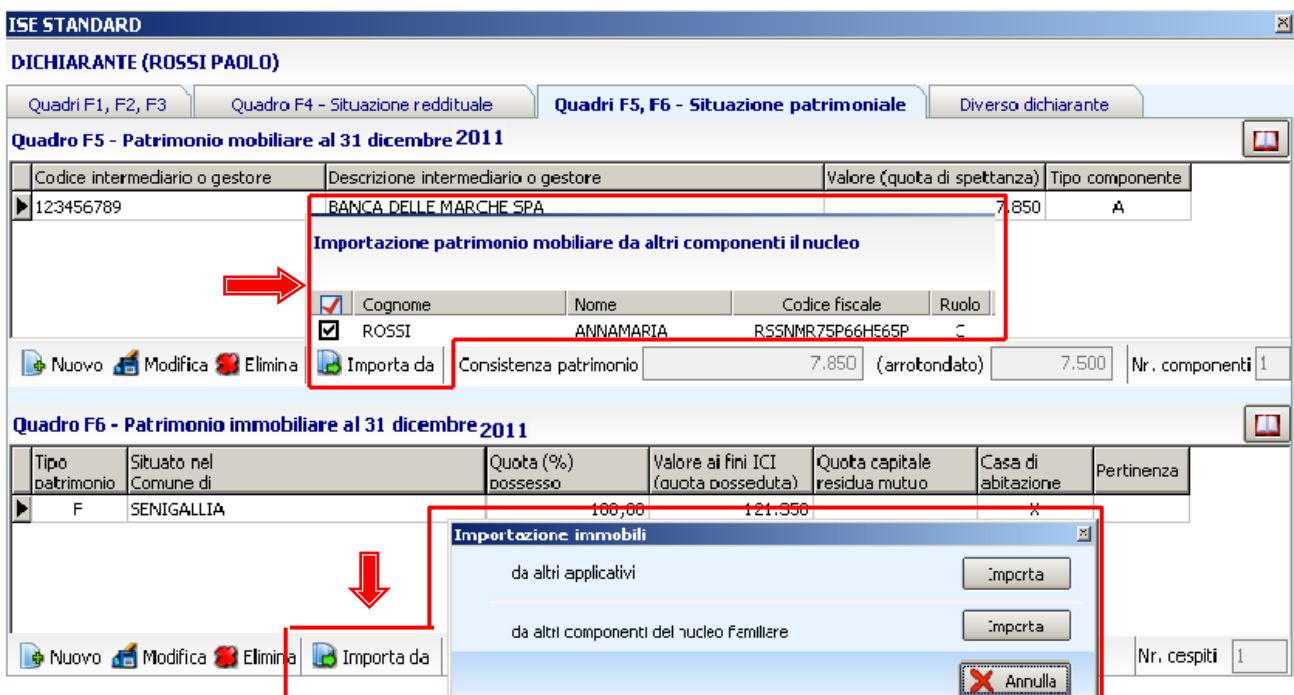 ISE STANDARD
DICHIARANTE (ROSSI PAOLO)
Quadri F1, F2, F3 Quadro F4 - Situazione reddituale Quadri F5, F6 - Situazione patrimoniale Diverso dichiarante
Quadro F5 - Patrimonio mobiliare al 31 dicembre 2011
Codice intermediario o gestore Descrizione intermediario o gestore Valore (quota di spettanza) Tipo componente
123456789 BANCA DELLE MARCHE SPA 7.850 A
Importazione patrimonio mobiliare da altri componenti il nucleo
Cognome Nome Codice fiscale Ruolo
ROSSI ANNAMARIA RSSNMR75P66H565P
Nuovo Modifica Elimina Importa da Consistenza patrimonio 7.850 (arrotondato) 7.500 Nr. componenti 1
Quadro F6 - Patrimonio immobiliare al 31 dicembre 2011
Tipo patrimonio Situato nel Comune di Quota (%) possesso Valore ai fini ICI (quota posseduta) Quota capitale residua mutuo Casa di abitazione Pertinenza
F SENIGALLIA 100,00 121.350 X
Importazione immobili
da altri applicativi Importa
da altri componenti del nucleo familiare Importa
Nuovo Modifica Elimina Importa da Nr. cespiti 1
Annulla